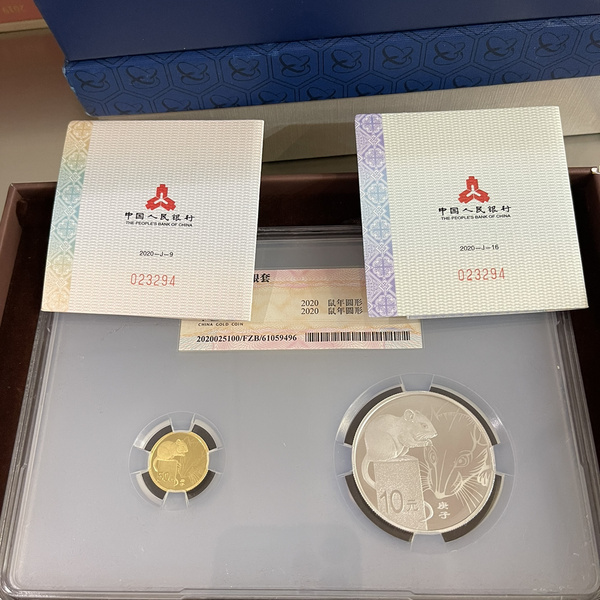 中国人民银行
THE PEOPLE'S BANK OF CHINA
2020-J-9
023294
中国人民银行
THE PEOPLE'S BANK OF CHINA
2020-J-16
023294
银套
2020 鼠年圆形
2020 鼠年圆形
CHINA GOLD COIN
2020025100/FZB/61059496
10元
庚子